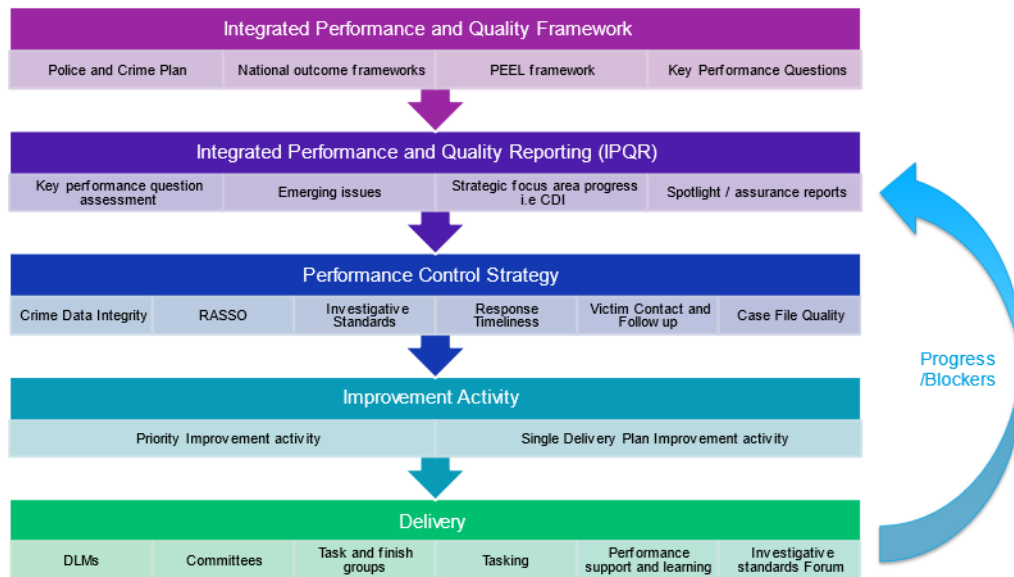 Integrated Performance and Quality Framework
Police and Crime Plan
National outcome frameworks
PEEL framework
Key Performance Questions
Integrated Performance and Quality Reporting (IPQR)
Key performance question
assessment
Emerging issues
Strategic focus area progress
i.e CDI
Spotlight / assurance reports
Performance Control Strategy
Crime Data Integrity
RASSO
Investigative
Standards
Response
Timeliness
Victim Contact and
Follow up
Case File Quality
Improvement Activity
Priority Improvement activity
Single Delivery Plan Improvement activity
Delivery
DLMs
Committees
Task and finish
groups
Tasking
Performance
support and learning
Investigative
standards Forum
Progress
/Blockers